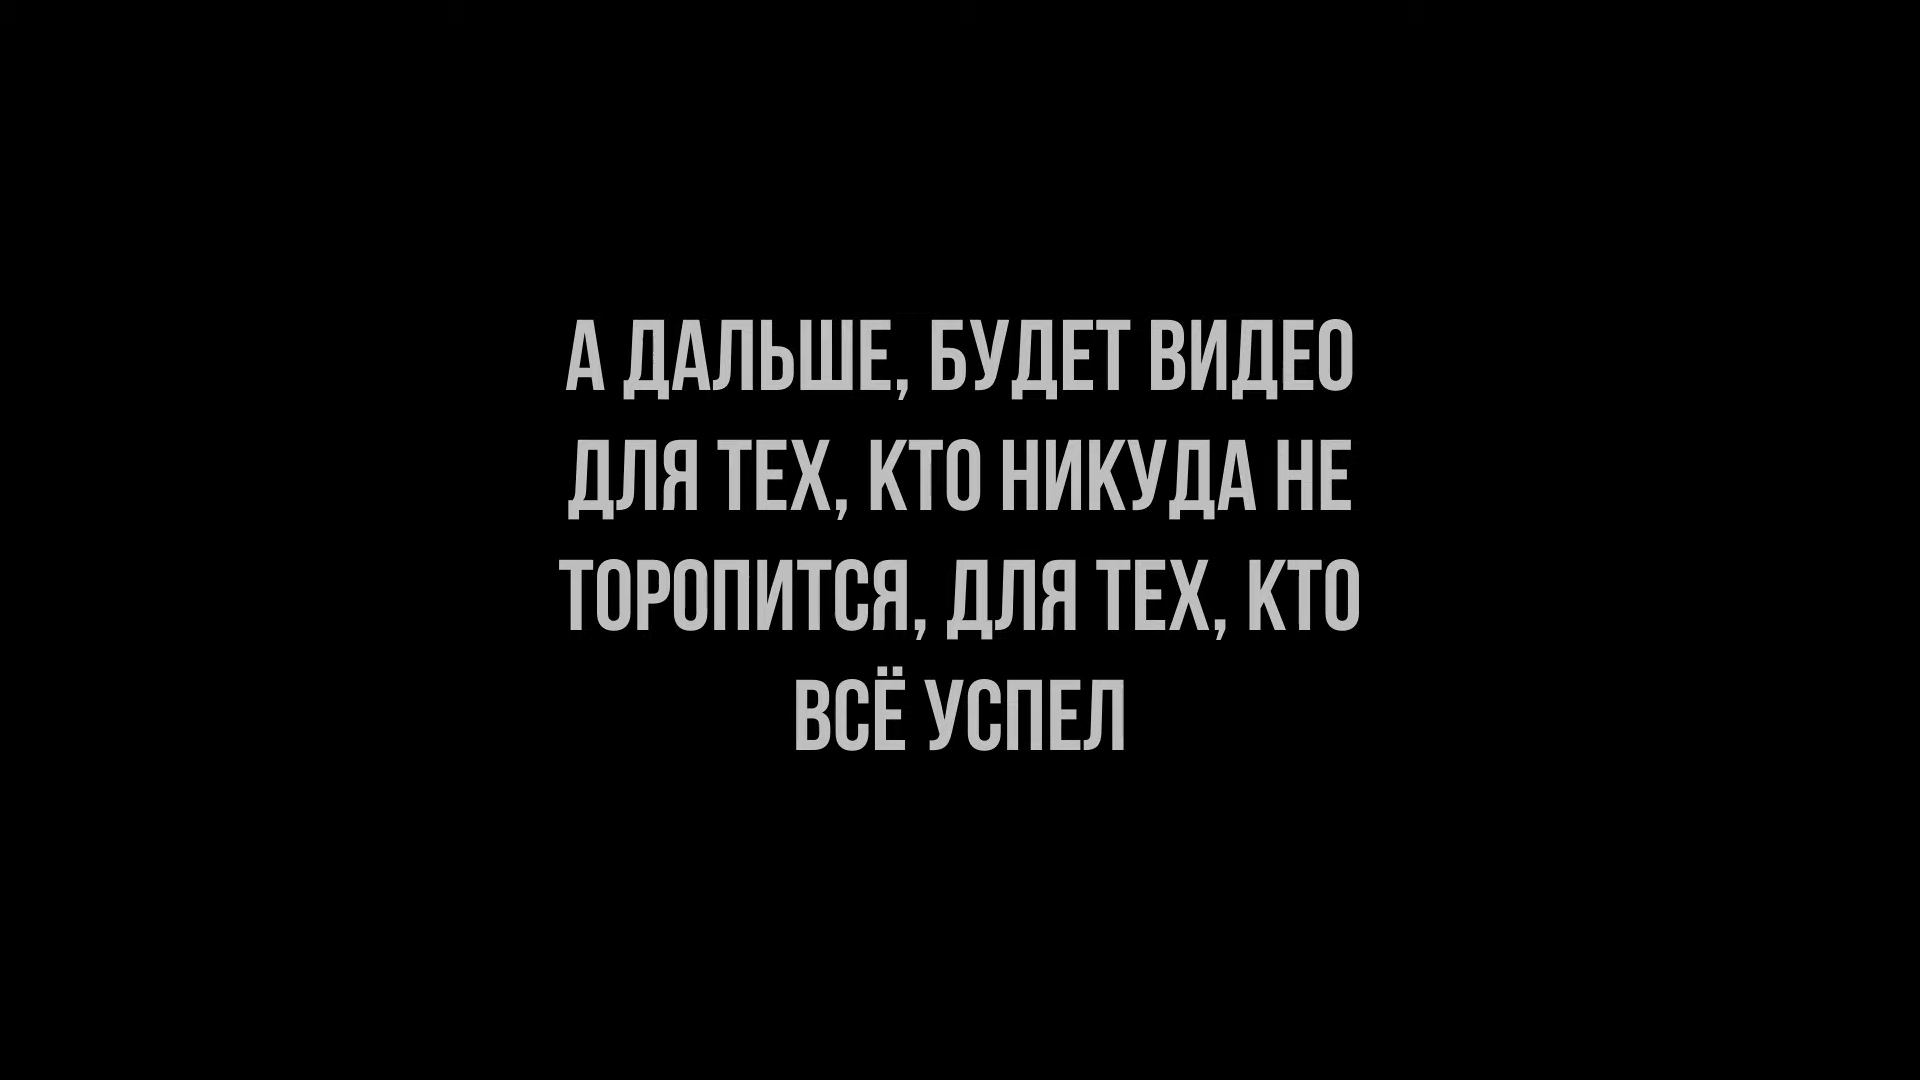 А ДАЛЬШЕ, БУДЕТ ВИДЕО
ДЛЯ ТЕХ, КТО НИКУДА НЕ
ТОРОПИТСЯ, ДЛЯ ТЕХ, КТО
ВСЁ УСПЕЛ